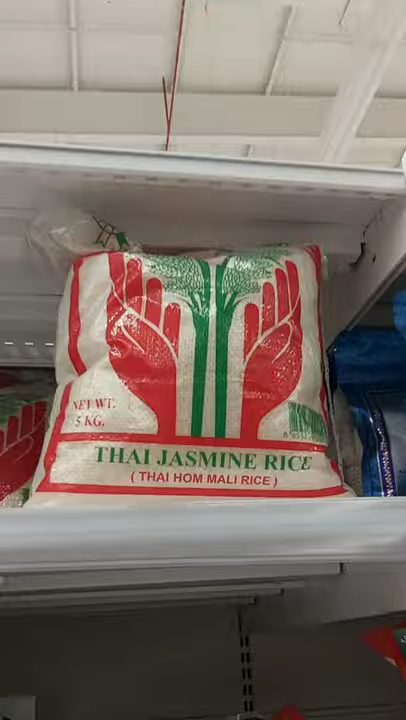 NET WT.
5 KG.
THAI JASMINE RICE
( THAI HOM MALI RICE )